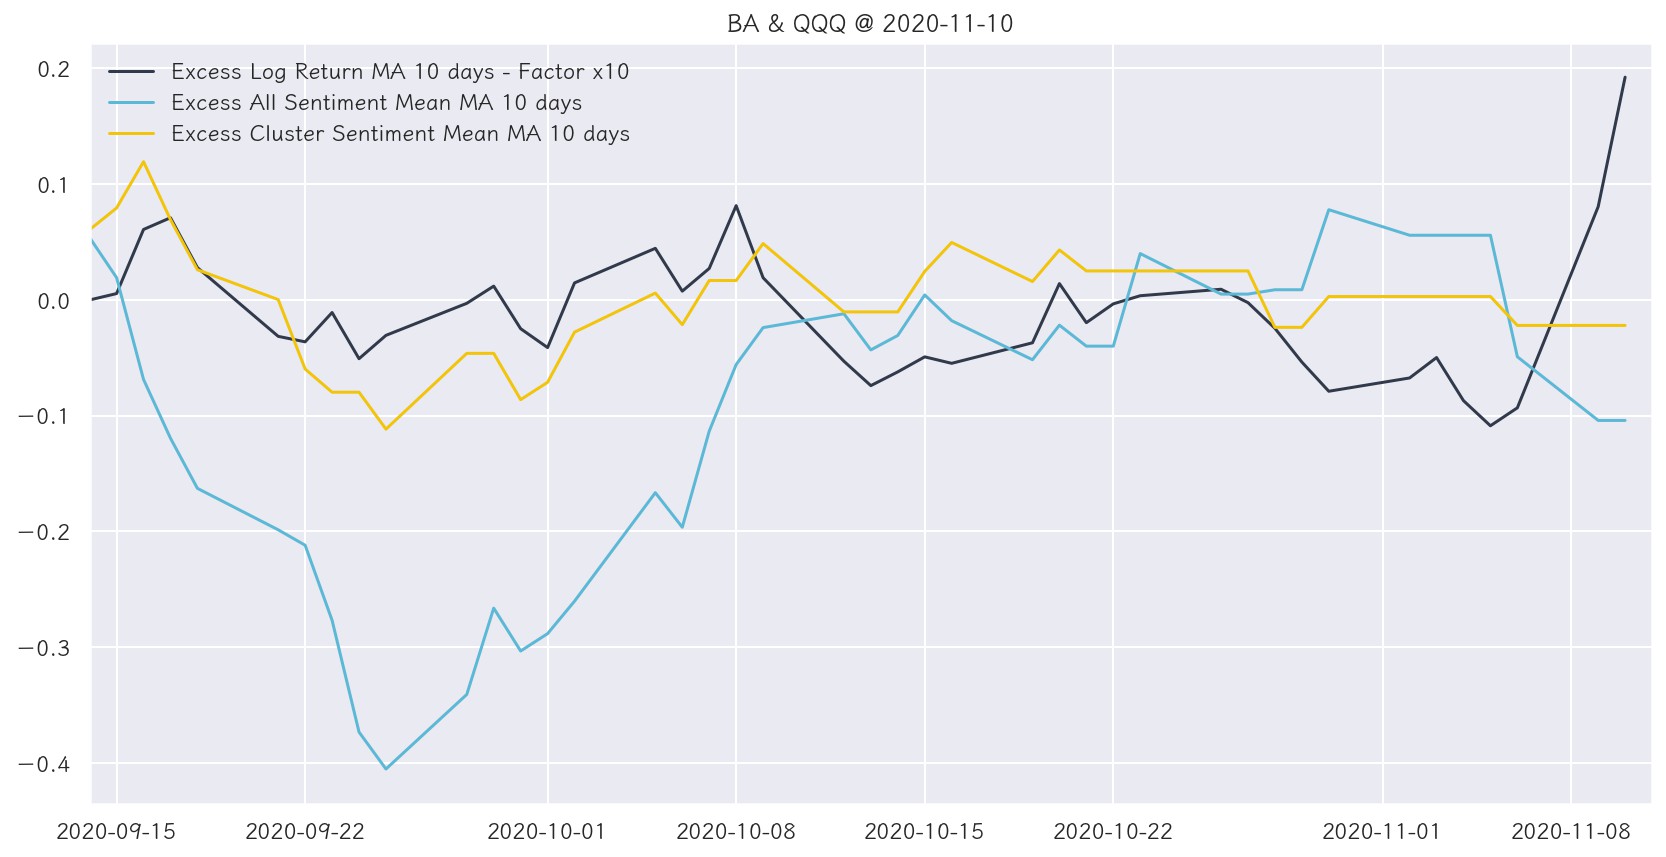 BA & QQQ @ 2020-11-10
0.2
0.1
0.0
−0.1
−0.2
−0.3
−0.4
Excess Log Return MA 10 days - Factor x10
Excess All Sentiment Mean MA 10 days
Excess Cluster Sentiment Mean MA 10 days
2020-09-15 2020-09-22 2020-10-01 2020-10-08 2020-10-15 2020-10-22 2020-11-01 2020-11-08